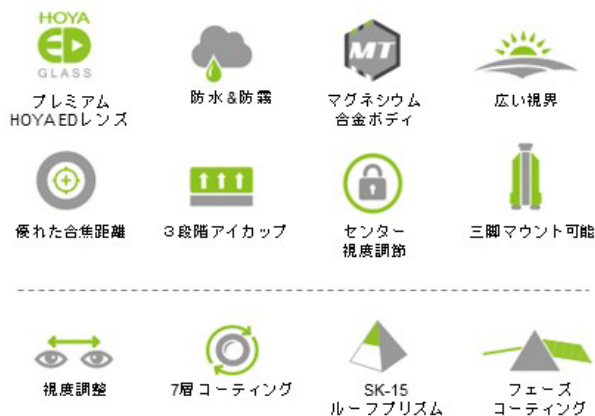 HOYA
ED
GLASS
プレミアム
HOYA EDレンズ
防水&防霧
MT
マグネシウム
合金ボディ
広い視界
優れた合焦距離
3段階アイカップ
センター
視度調節
三脚マウント可能
視度調整
7層コーティング
SK-15
ルーフプリズム
フェーズ
コーティング